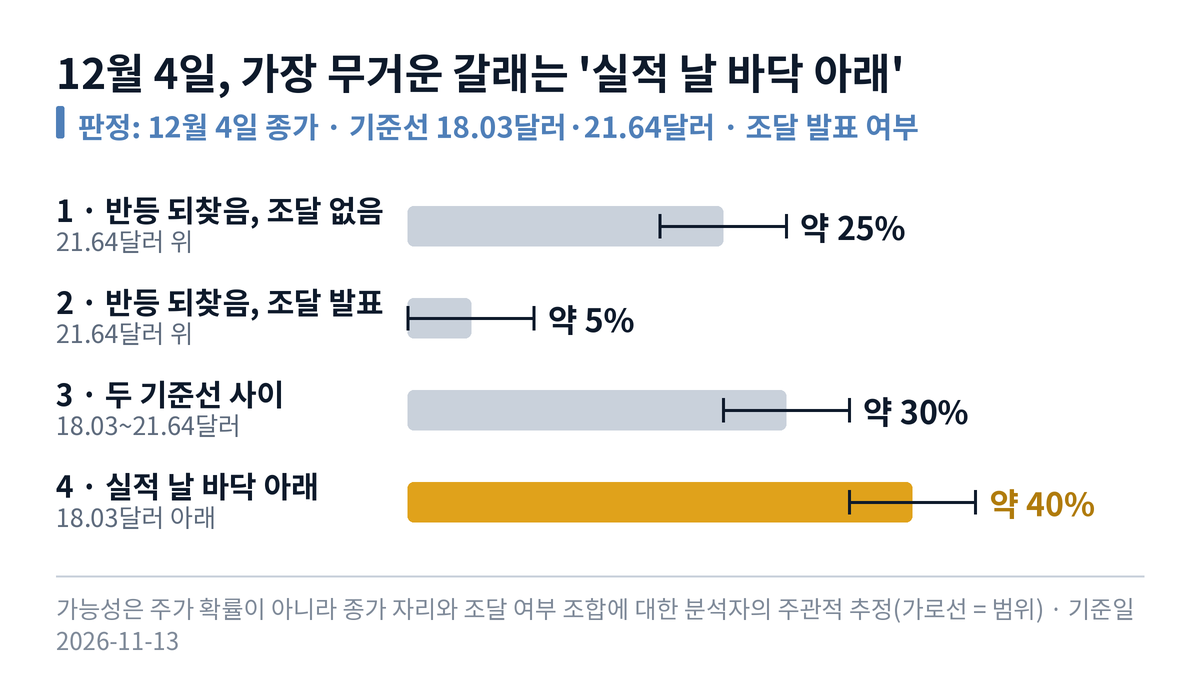 12월 4일, 가장 무거운 갈래는 '실적 날 바닥 아래'
판정: 12월 4일 종가 · 기준선 18.03달러·21.64달러 · 조달 발표 여부
1 · 반등 되찾음, 조달 없음
21.64달러 위
약 25%
2 · 반등 되찾음, 조달 발표
21.64달러 위
약 5%
3 · 두 기준선 사이
18.03~21.64달러
약 30%
4 · 실적 날 바닥 아래
18.03달러 아래
약 40%
가능성은 주가 확률이 아니라 종가 자리와 조달 여부 조합에 대한 분석자의 주관적 추정(가로선 = 범위) · 기준일
2026-11-13